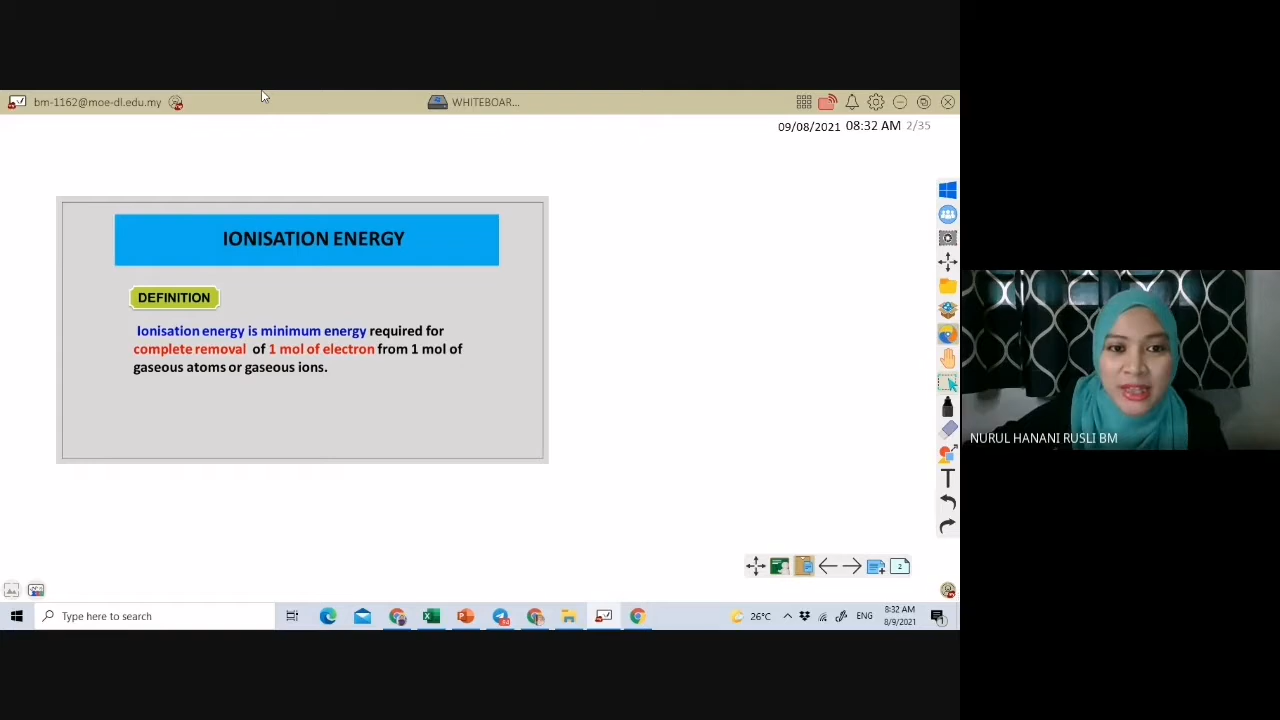 bm-1162@moe-dl.edu.my
WHITEBOAR...
09/08/2021 08:32 AM 2/35
IONISATION ENERGY
DEFINITION
Ionisation energy is minimum energy required for
complete removal of 1 mol of electron from 1 mol of
gaseous atoms or gaseous ions.
NURUL HANANI RUSLI BM
T
2
Type here to search
26°C
ENG
8:32 AM
8/9/2021
1